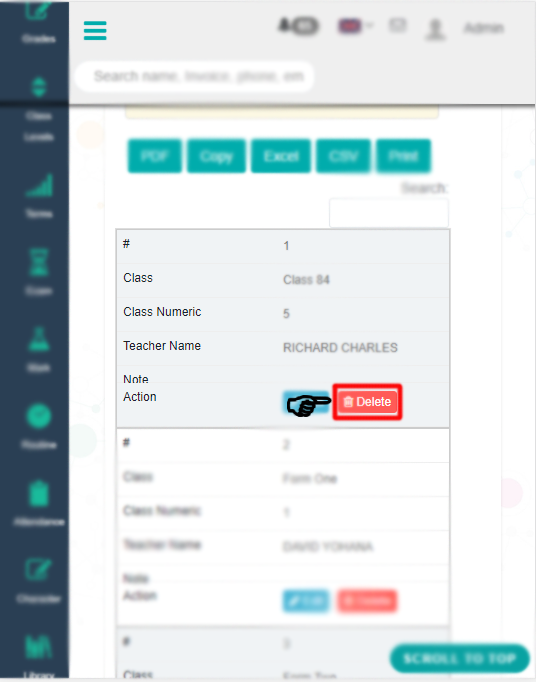 Grades
Admin
Search name, Invoice, phone, em
Class
Levels
PDF Copy Excel CSV Print
Search:
Terms
# 1
Class Class 84
Exam
Class Numeric 5
Teacher Name RICHARD CHARLES
Mark
Note
Action Delete
Routine
# 2
Class Form One
Class Numeric 1
Attendance
Teacher Name DAVID YOHANA
Note
Action Edit Delete
Character
# 3
SCROLL TO TOP
Class Form Two
Library